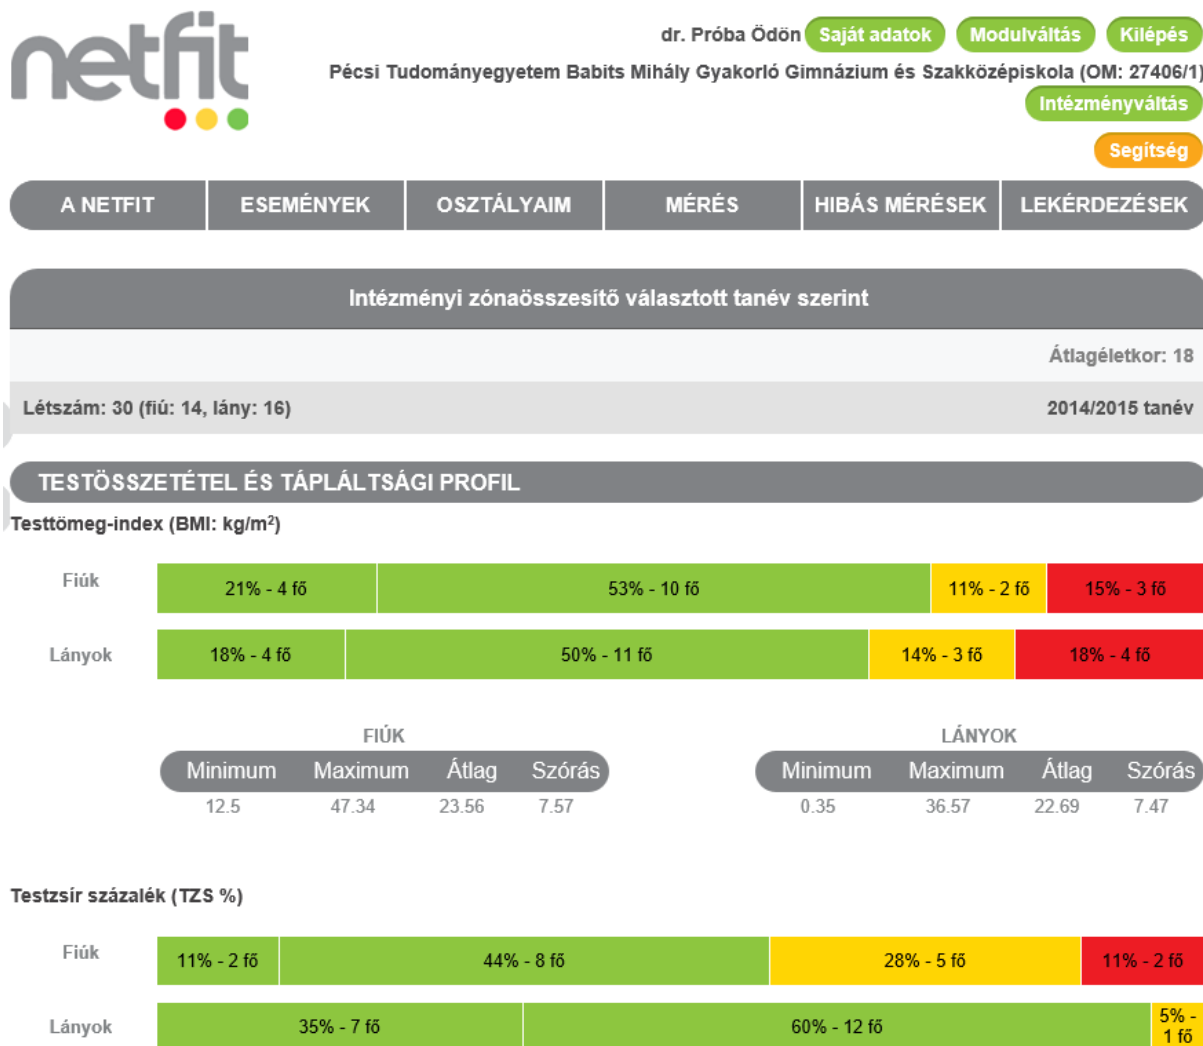 netfit
dr. Próba Ödön Saját adatok Modulváltás Kilépés
Pécsi Tudományegyetem Babits Mihály Gyakorló Gimnázium és Szakközépiskola (OM: 27406/1)
Intézményváltás
Segítség
A NETFIT ESEMÉNYEK OSZTÁLYAIM MÉRÉS HIBÁS MÉRÉSEK LEKÉRDEZÉSEK
Intézményi zónaösszesítő választott tanév szerint
Átlagéletkor: 18
Létszám: 30 (fiú: 14, lány: 16) 2014/2015 tanév
TESTÖSSZETÉTEL ÉS TÁPLÁLTSÁGI PROFIL
Testtömeg-index (BMI: kg/m²)
Fiúk 21% - 4 fő 53% - 10 fő 11% - 2 fő 15% - 3 fő
Lányok 18% - 4 fő 50% - 11 fő 14% - 3 fő 18% - 4 fő
FIÚK LÁNYOK
Minimum Maximum Átlag Szórás Minimum Maximum Átlag Szórás
12.5 47.34 23.56 7.57 0.35 36.57 22.69 7.47
Testzsír százalék (TZS %)
Fiúk 11% - 2 fő 44% - 8 fő 28% - 5 fő 11% - 2 fő
Lányok 35% - 7 fő 60% - 12 fő 5% -
1 fő